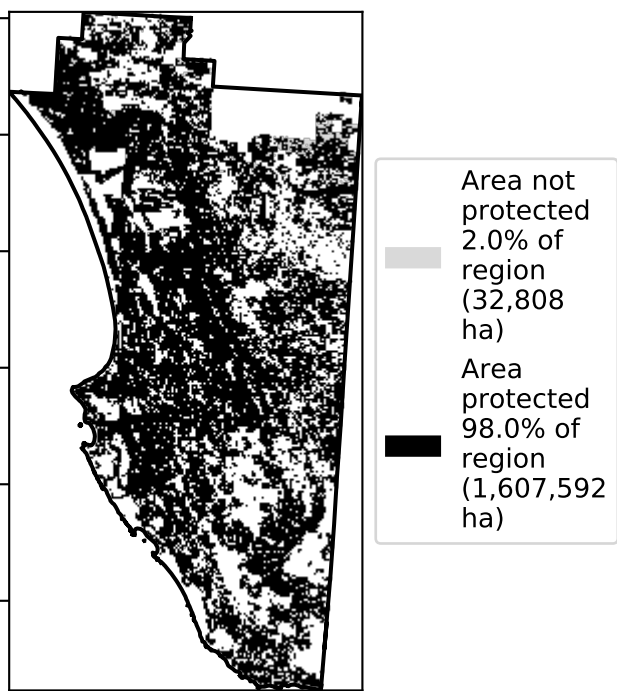 Area not
protected
2.0% of
region
(32,808
ha)
Area
protected
98.0% of
region
(1,607,592
ha)